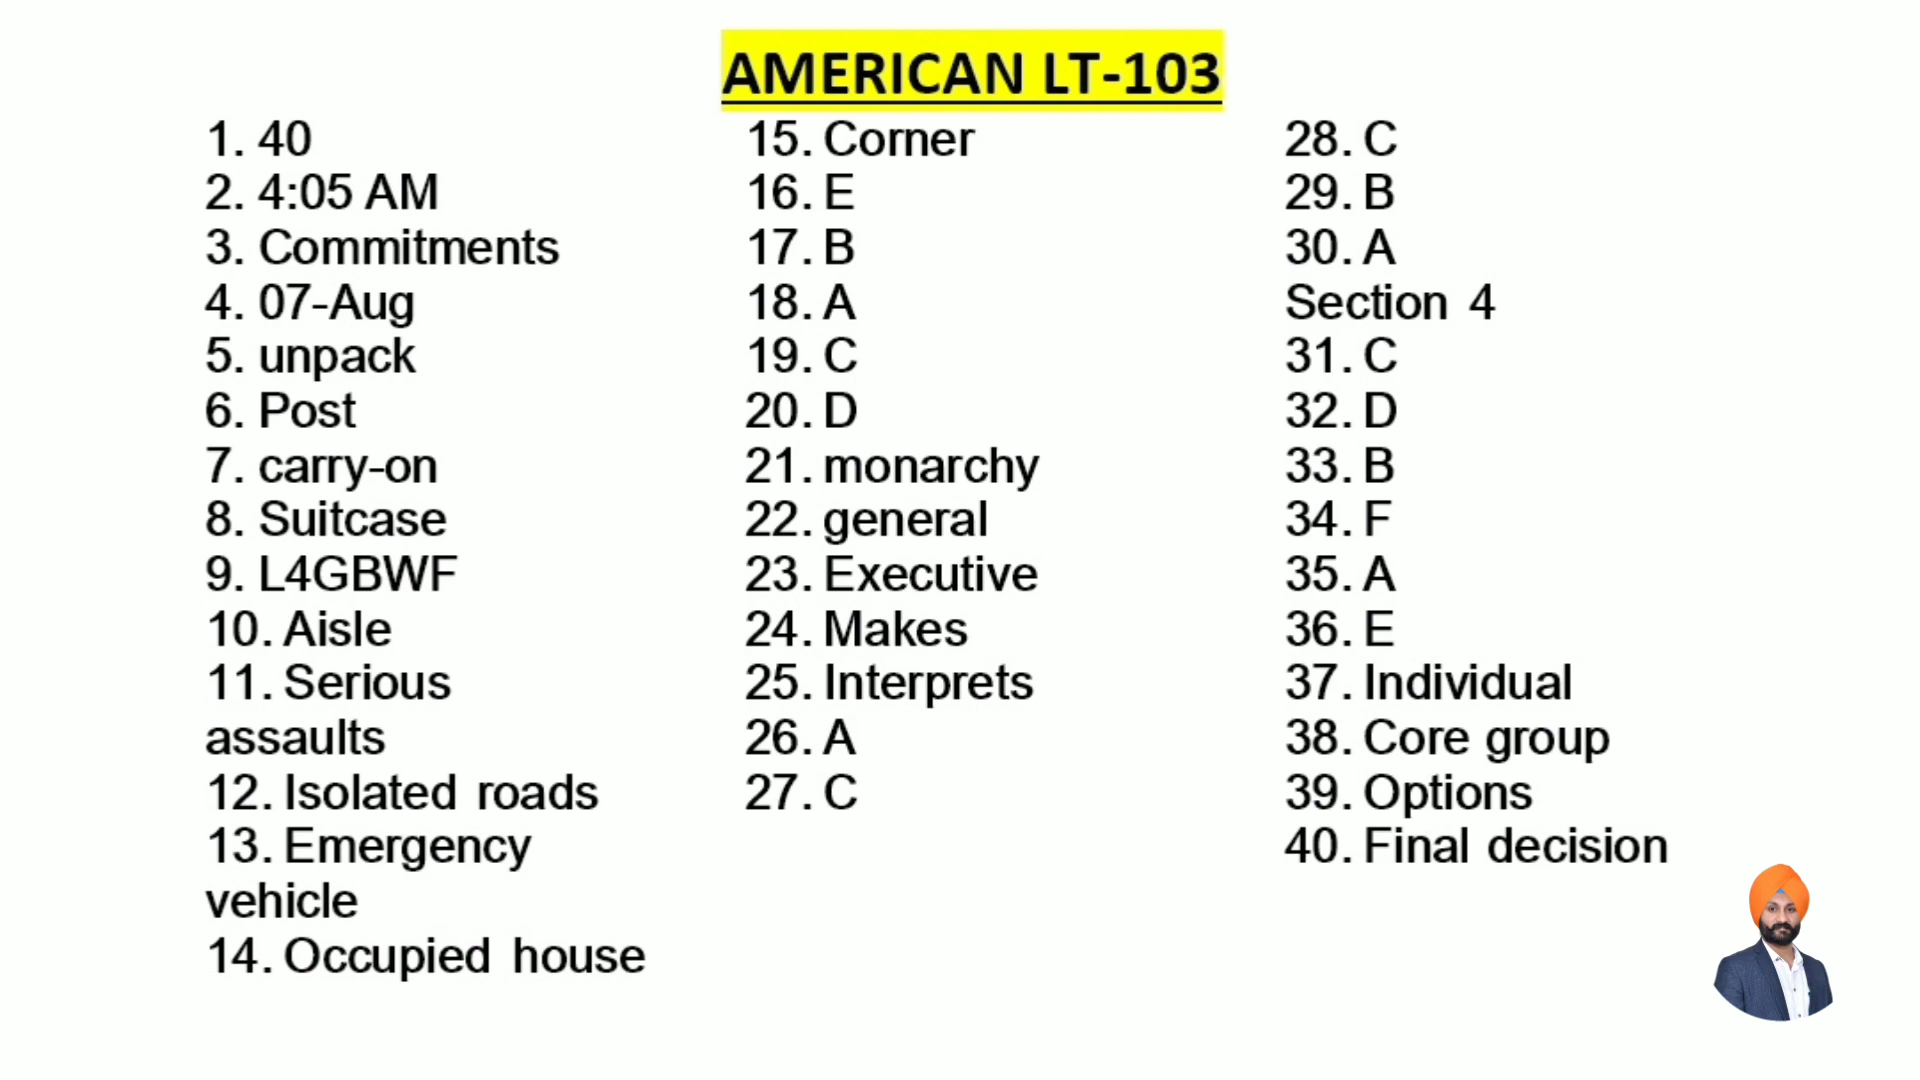 AMERICAN LT-103
1. 40
2. 4:05 AM
3. Commitments
4. 07-Aug
5. unpack
6. Post
7. carry-on
8. Suitcase
9. L4GBWF
10. Aisle
11. Serious
assaults
12. Isolated roads
13. Emergency
vehicle
14. Occupied house
15. Corner
16. E
17. B
18. A
19. C
20. D
21. monarchy
22. general
23. Executive
24. Makes
25. Interprets
26. A
27. C
28. C
29. B
30. A
Section 4
31. C
32. D
33. B
34. F
35. A
36. E
37. Individual
38. Core group
39. Options
40. Final decision